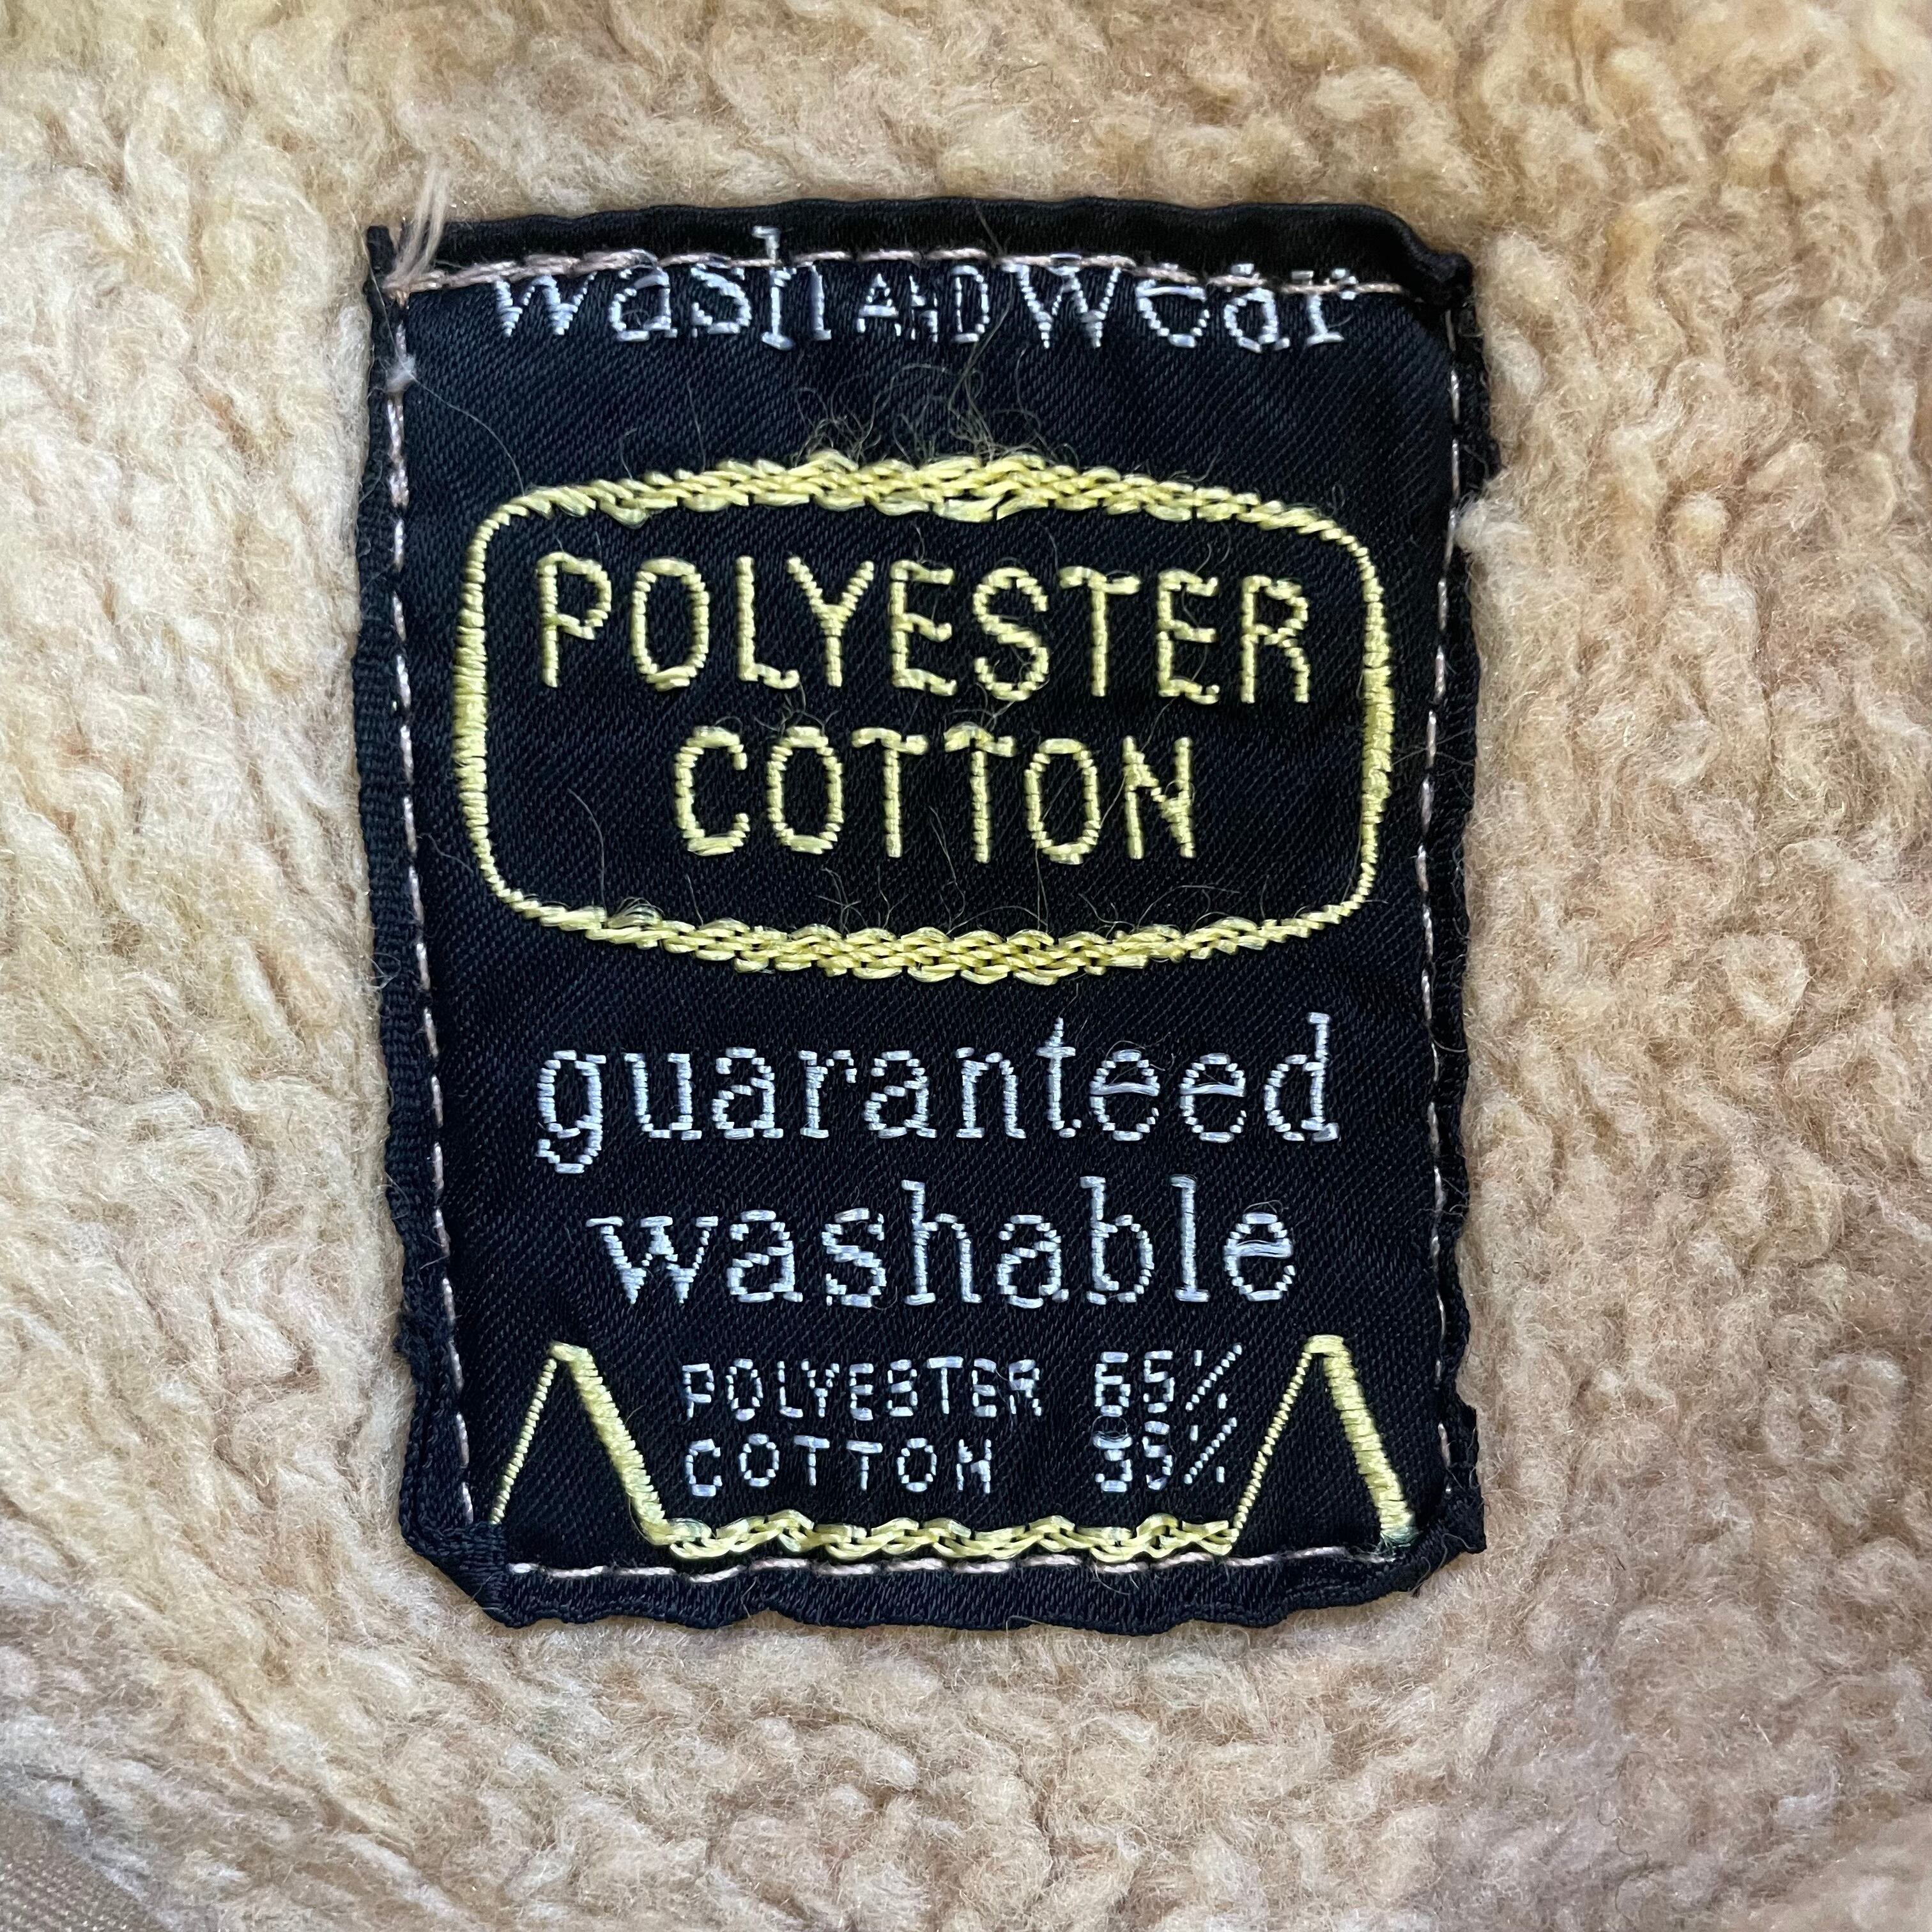 wash AND wear
POLYESTER
COTTON
guaranteed
washable
POLYESTER 65%
COTTON 35%